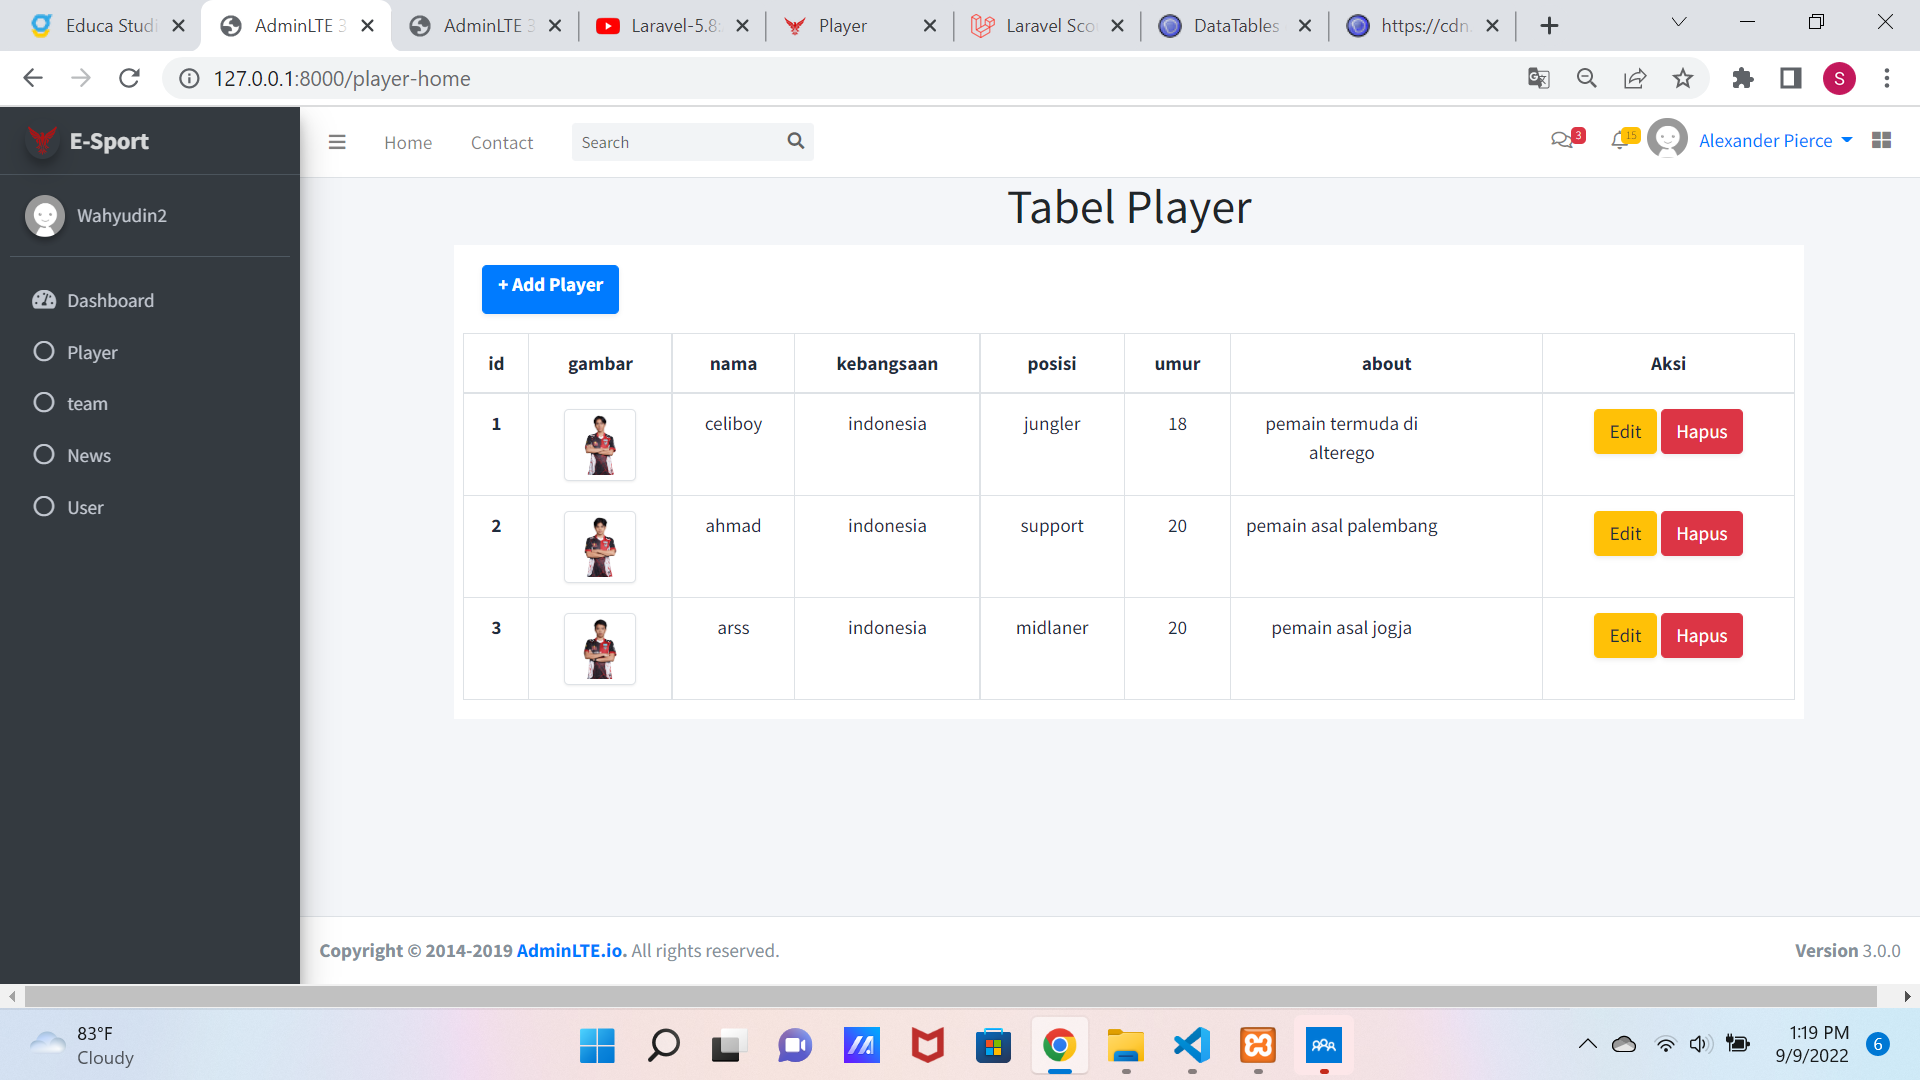 Educa Studi
AdminLTE 3
AdminLTE 3
Laravel-5.8:
Player
Laravel Sco
DataTables
https://cdn.
127.0.0.1:8000/player-home
S
E-Sport
Home
Contact
Search
3
15
Alexander Pierce
Wahyudin2
Dashboard
Player
team
News
User
Tabel Player
+ Add Player
id gambar nama kebangsaan posisi umur about Aksi
1 celiboy indonesia jungler 18 pemain termuda di Edit Hapus
alterego
2 ahmad indonesia support 20 pemain asal palembang Edit Hapus
3 arss indonesia midlaner 20 pemain asal jogja Edit Hapus
Copyright © 2014-2019 AdminLTE.io. All rights reserved.
Version 3.0.0
83°F
Cloudy
1:19 PM
9/9/2022
6